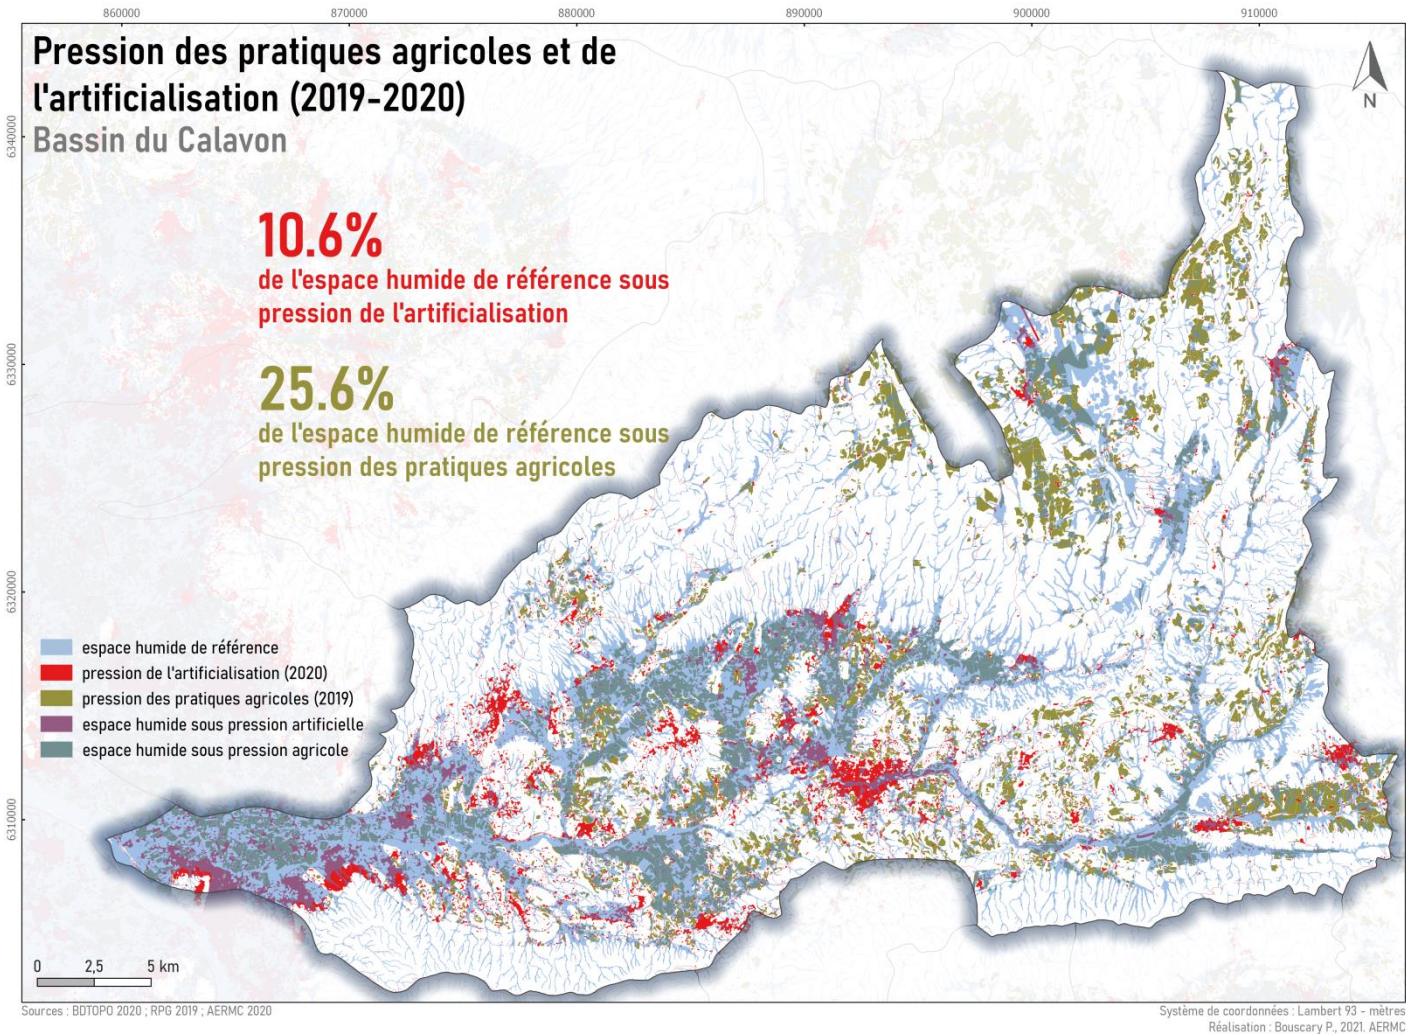 860000
870000
880000
890000
900000
910000
Pression des pratiques agricoles et de
l'artificialisation (2019-2020)
Bassin du Calavon
N
6340000
6330000
6320000
6310000
10.6%
de l'espace humide de référence sous
pression de l'artificialisation
25.6%
de l'espace humide de référence sous
pression des pratiques agricoles
espace humide de référence
pression de l'artificialisation (2020)
pression des pratiques agricoles (2019)
espace humide sous pression artificielle
espace humide sous pression agricole
0 2,5 5 km
Sources : BDTOPO 2020 ; RPG 2019 ; AERMC 2020
Système de coordonnées : Lambert 93 - mètres
Réalisation : Bouscary P., 2021. AERMC